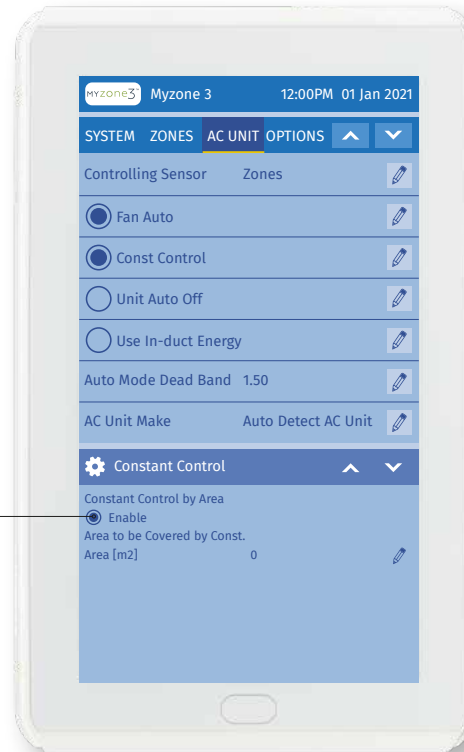 MYzone3 Myzone 3 12:00PM 01 Jan 2021
SYSTEM ZONES AC UNIT OPTIONS
Controlling Sensor Zones
Fan Auto
Const Control
Unit Auto Off
Use In-duct Energy
Auto Mode Dead Band 1.50
AC Unit Make Auto Detect AC Unit
Constant Control
Constant Control by Area
Enable
Area to be Covered by Const.
Area [m2] 0